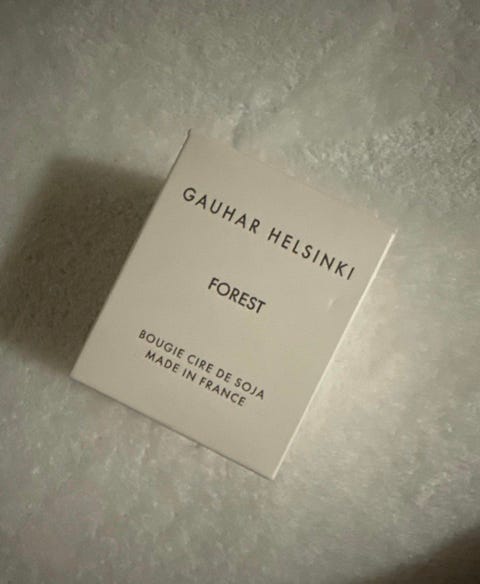 GAUHAR HELSINKI
FOREST
BOUGIE CIRE DE SOJA
MADE IN FRANCE